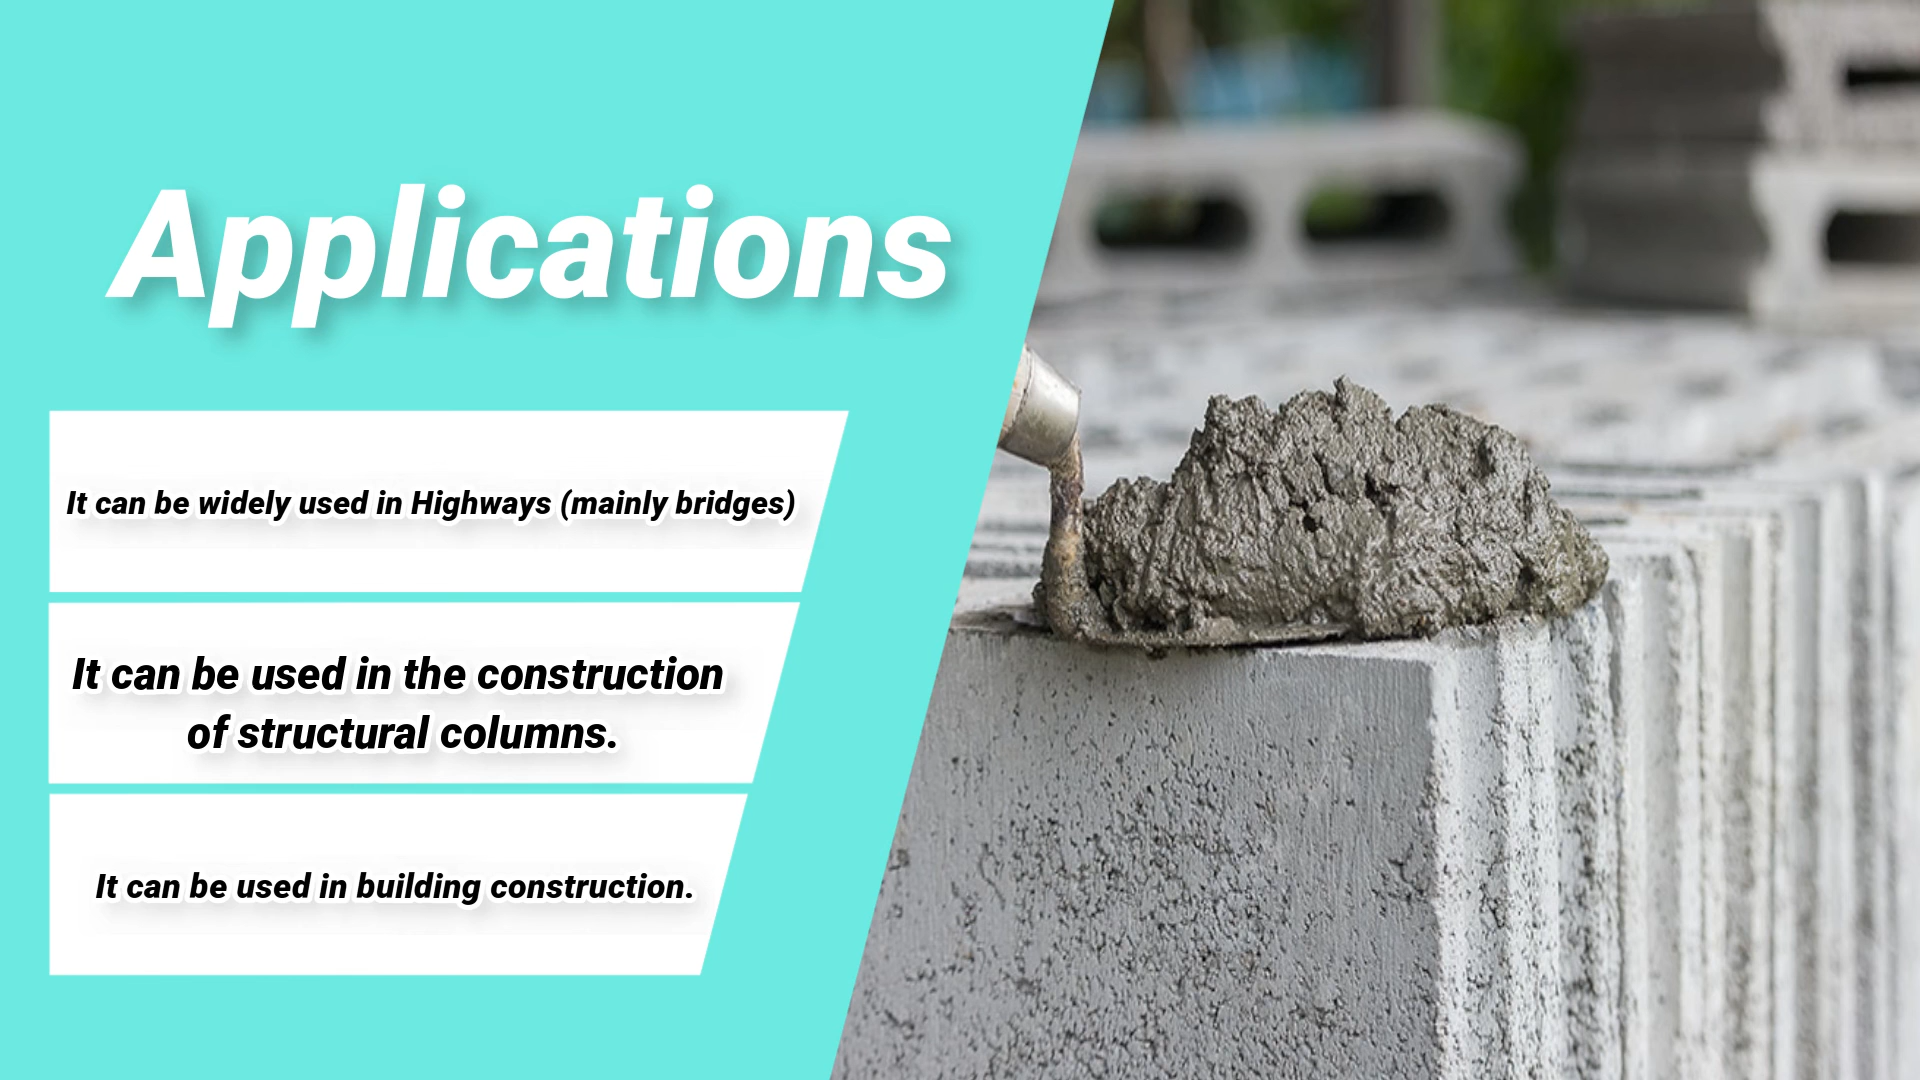 Applications
It can be widely used in Highways (mainly bridges)
It can be used in the construction
of structural columns.
It can be used in building construction.